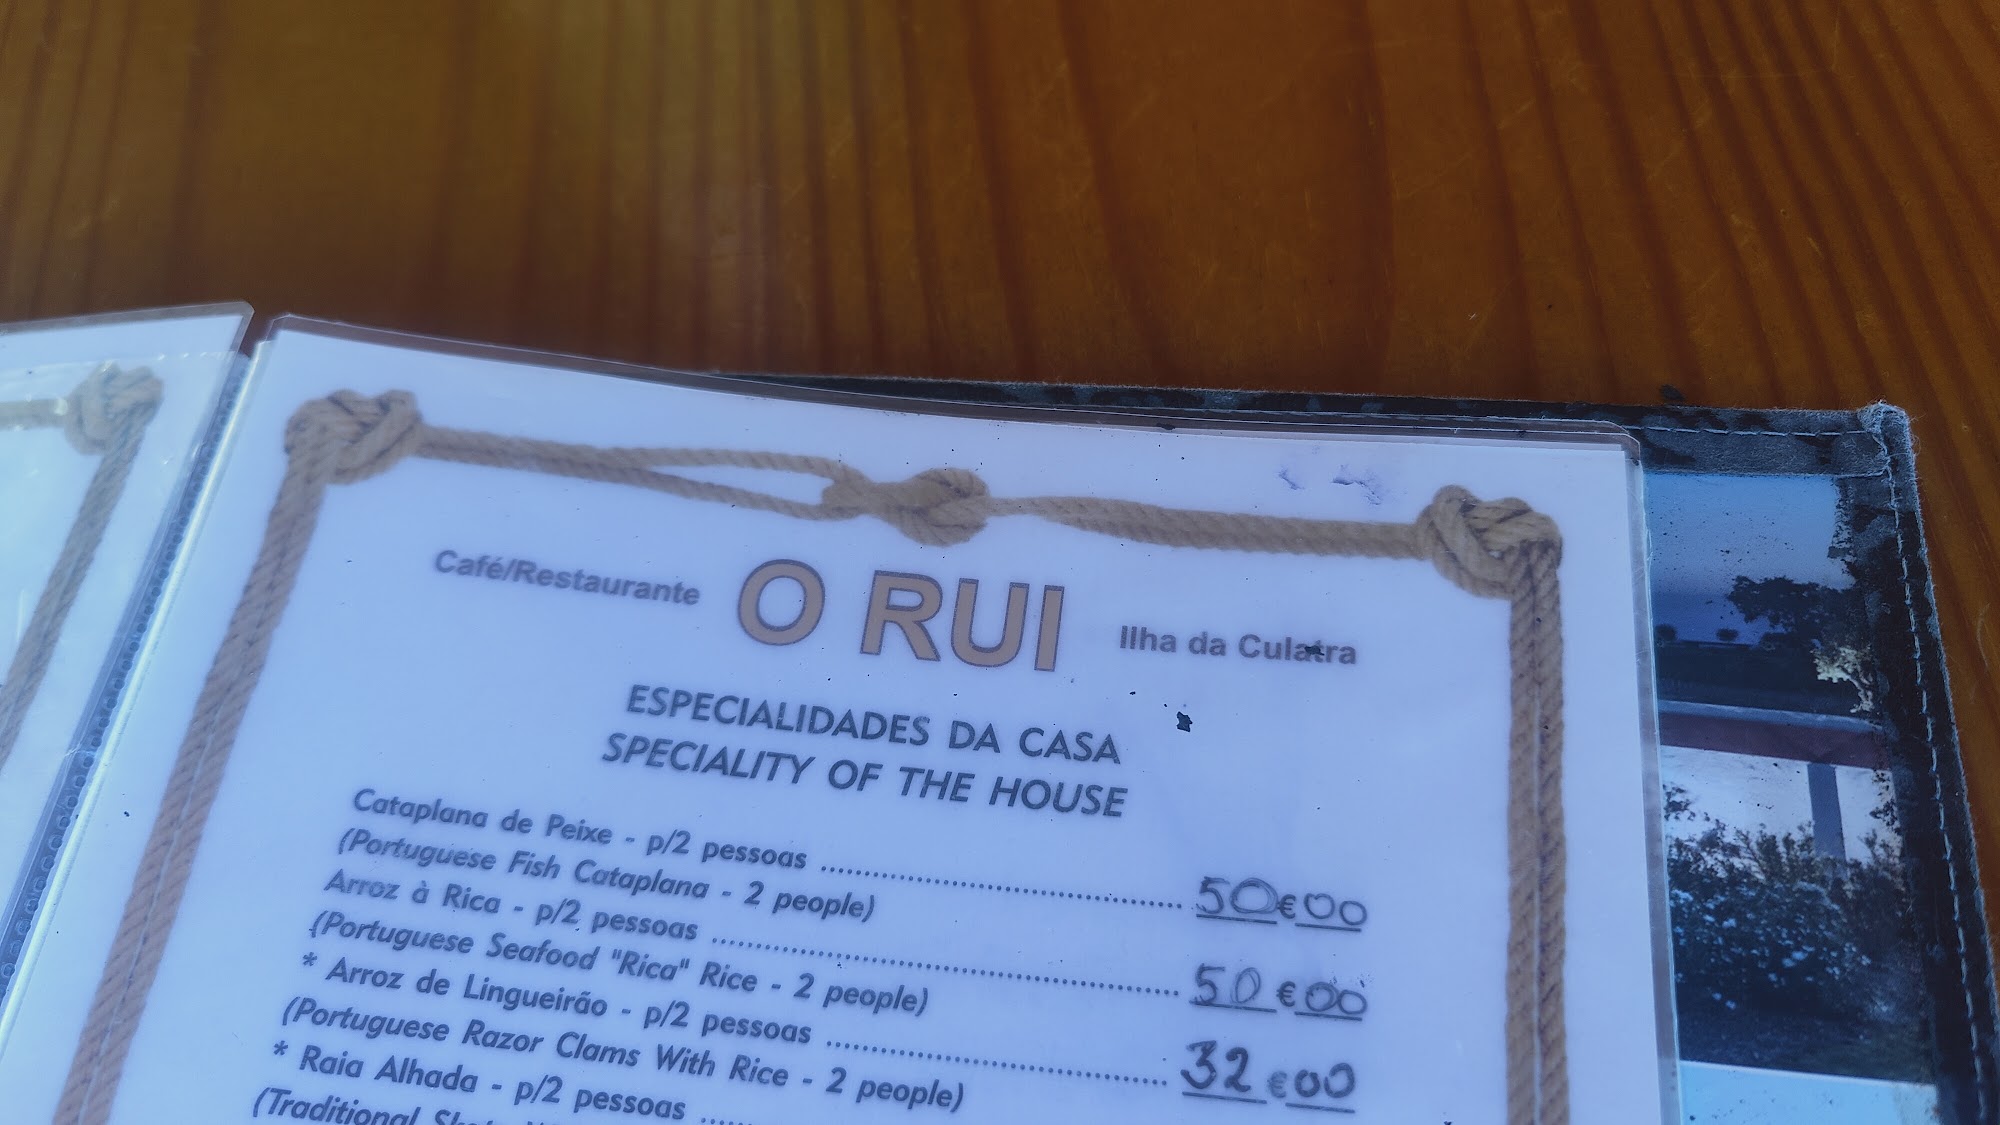 Café/Restaurante O RUI Ilha da Culatra
ESPECIALIDADES DA CASA
SPECIALITY OF THE HOUSE
Cataplana de Peixe - p/2 pessoas ........................................ 50€00
(Portuguese Fish Cataplana - 2 people)
Arroz à Rica - p/2 pessoas ........................................ 50€00
(Portuguese Seafood "Rica" Rice - 2 people)
* Arroz de Lingueirão - p/2 pessoas ........................................ 32€00
(Portuguese Razor Clams With Rice - 2 people)
* Raia Alhada - p/2 pessoas ......
(Traditional